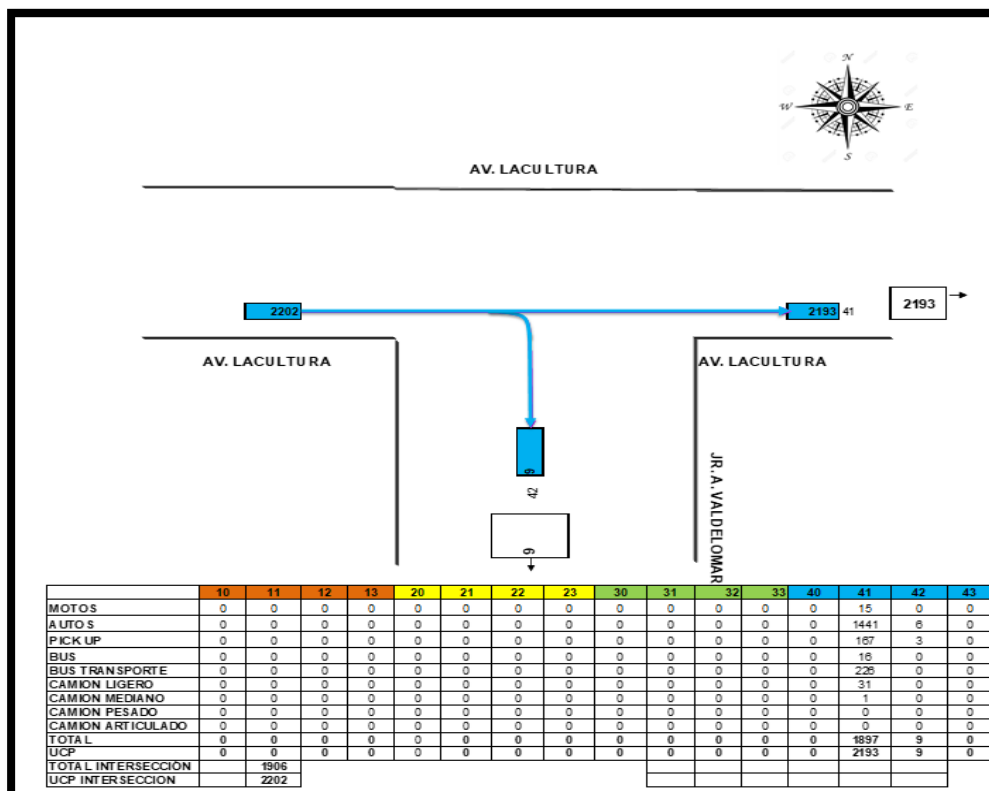 N
W E
S
AV. LACULTURA
2202 2193 41 2193
AV. LACULTURA AV. LACULTURA
9
42
9
JR. A. VALDELOMAR
10 11 12 13 20 21 22 23 30 31 32 33 40 41 42 43
MOTOS 0 0 0 0 0 0 0 0 0 0 0 0 0 15 0 0
AUTOS 0 0 0 0 0 0 0 0 0 0 0 0 0 1441 6 0
PICK UP 0 0 0 0 0 0 0 0 0 0 0 0 0 167 3 0
BUS 0 0 0 0 0 0 0 0 0 0 0 0 0 16 0 0
BUS TRANSPORTE 0 0 0 0 0 0 0 0 0 0 0 0 0 226 0 0
CAMION LIGERO 0 0 0 0 0 0 0 0 0 0 0 0 0 31 0 0
CAMION MEDIANO 0 0 0 0 0 0 0 0 0 0 0 0 0 1 0 0
CAMION PESADO 0 0 0 0 0 0 0 0 0 0 0 0 0 0 0 0
CAMION ARTICULADO 0 0 0 0 0 0 0 0 0 0 0 0 0 0 0 0
TOTAL 0 0 0 0 0 0 0 0 0 0 0 0 0 1897 9 0
UCP 0 0 0 0 0 0 0 0 0 0 0 0 0 2193 9 0
TOTAL INTERSECCIÒN 1906
UCP INTERSECCION 2202